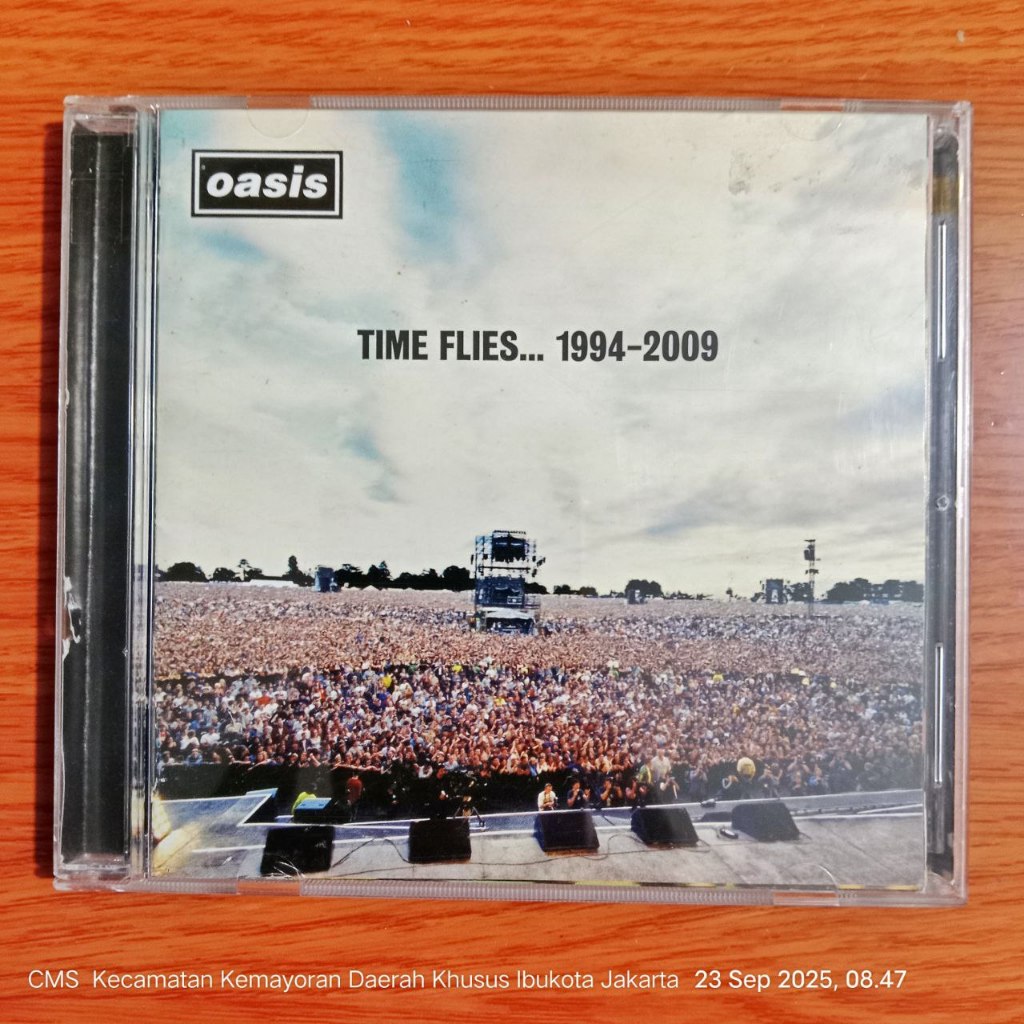 oasis
TIME FLIES... 1994-2009
CMS Kecamatan Kemayoran Daerah Khusus Ibukota Jakarta 23 Sep 2025, 08.47